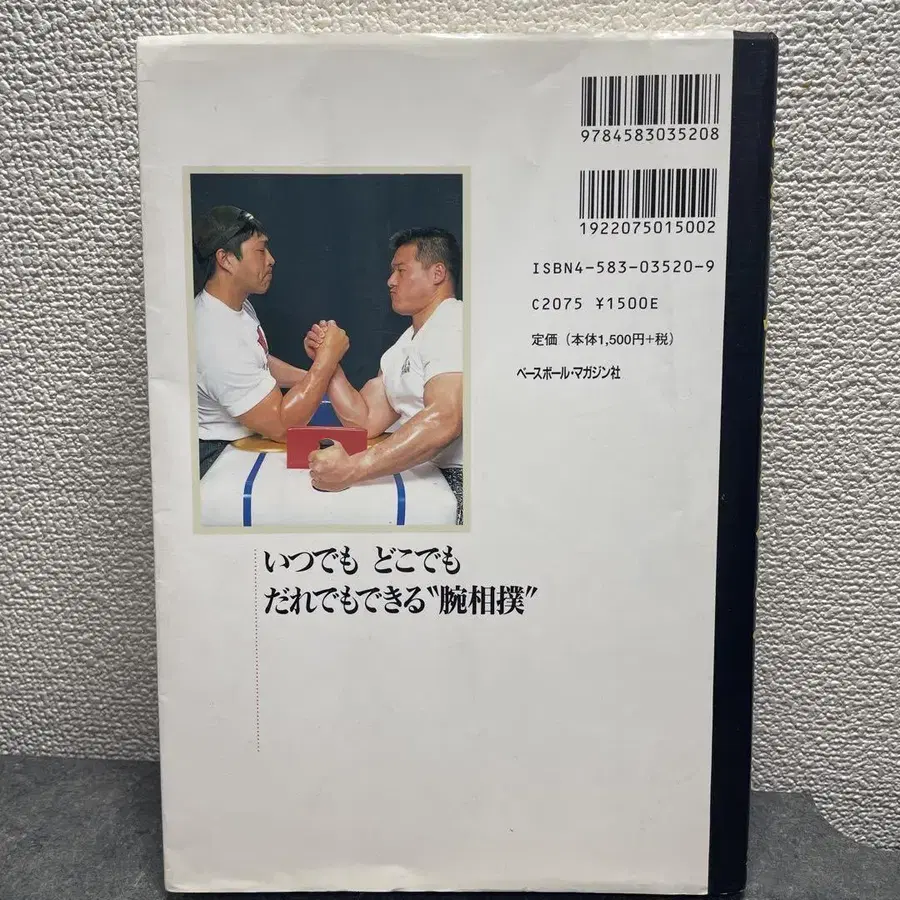 9784583035208
1922075015002
ISBN4-583-03520-9
C2075 ¥1500E
定価（本体1,500円+税）
ベースボール・マガジン社
いつでも どこでも
だれでもできる〝腕相撲〟